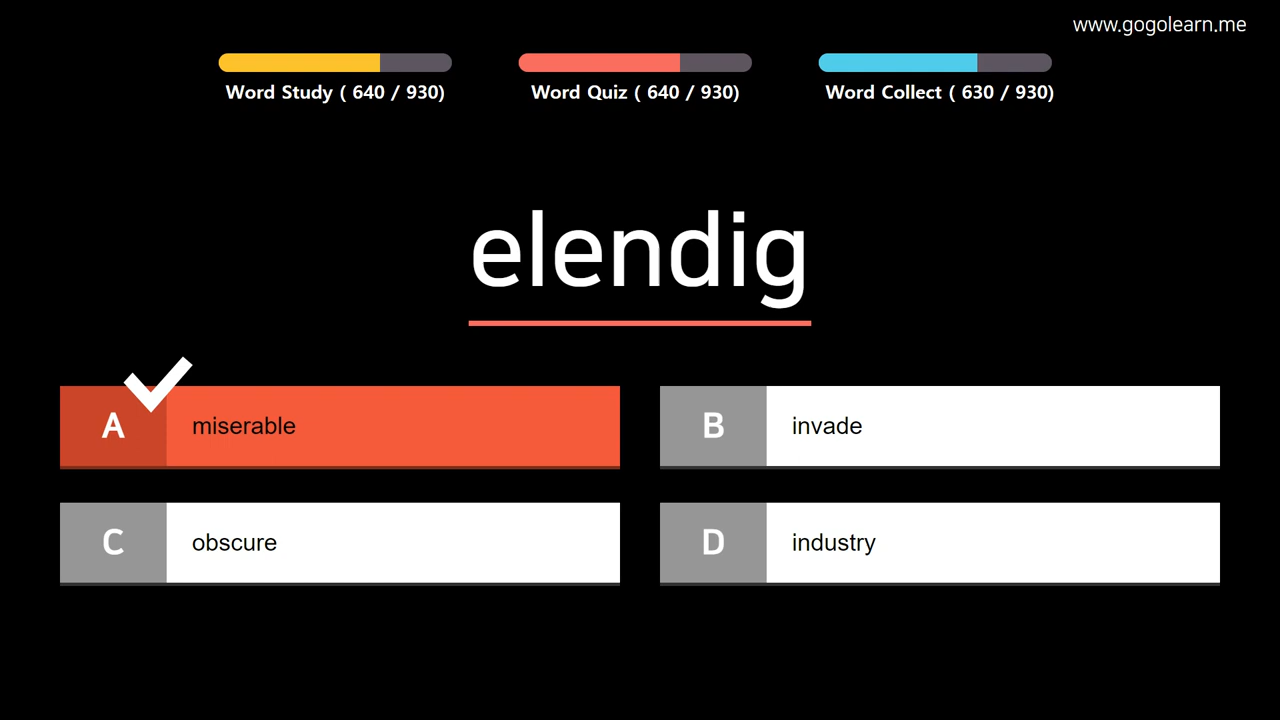 www.gogolearn.me
Word Study ( 640 / 930)
Word Quiz ( 640 / 930)
Word Collect ( 630 / 930)
elendig
A miserable
B invade
C obscure
D industry